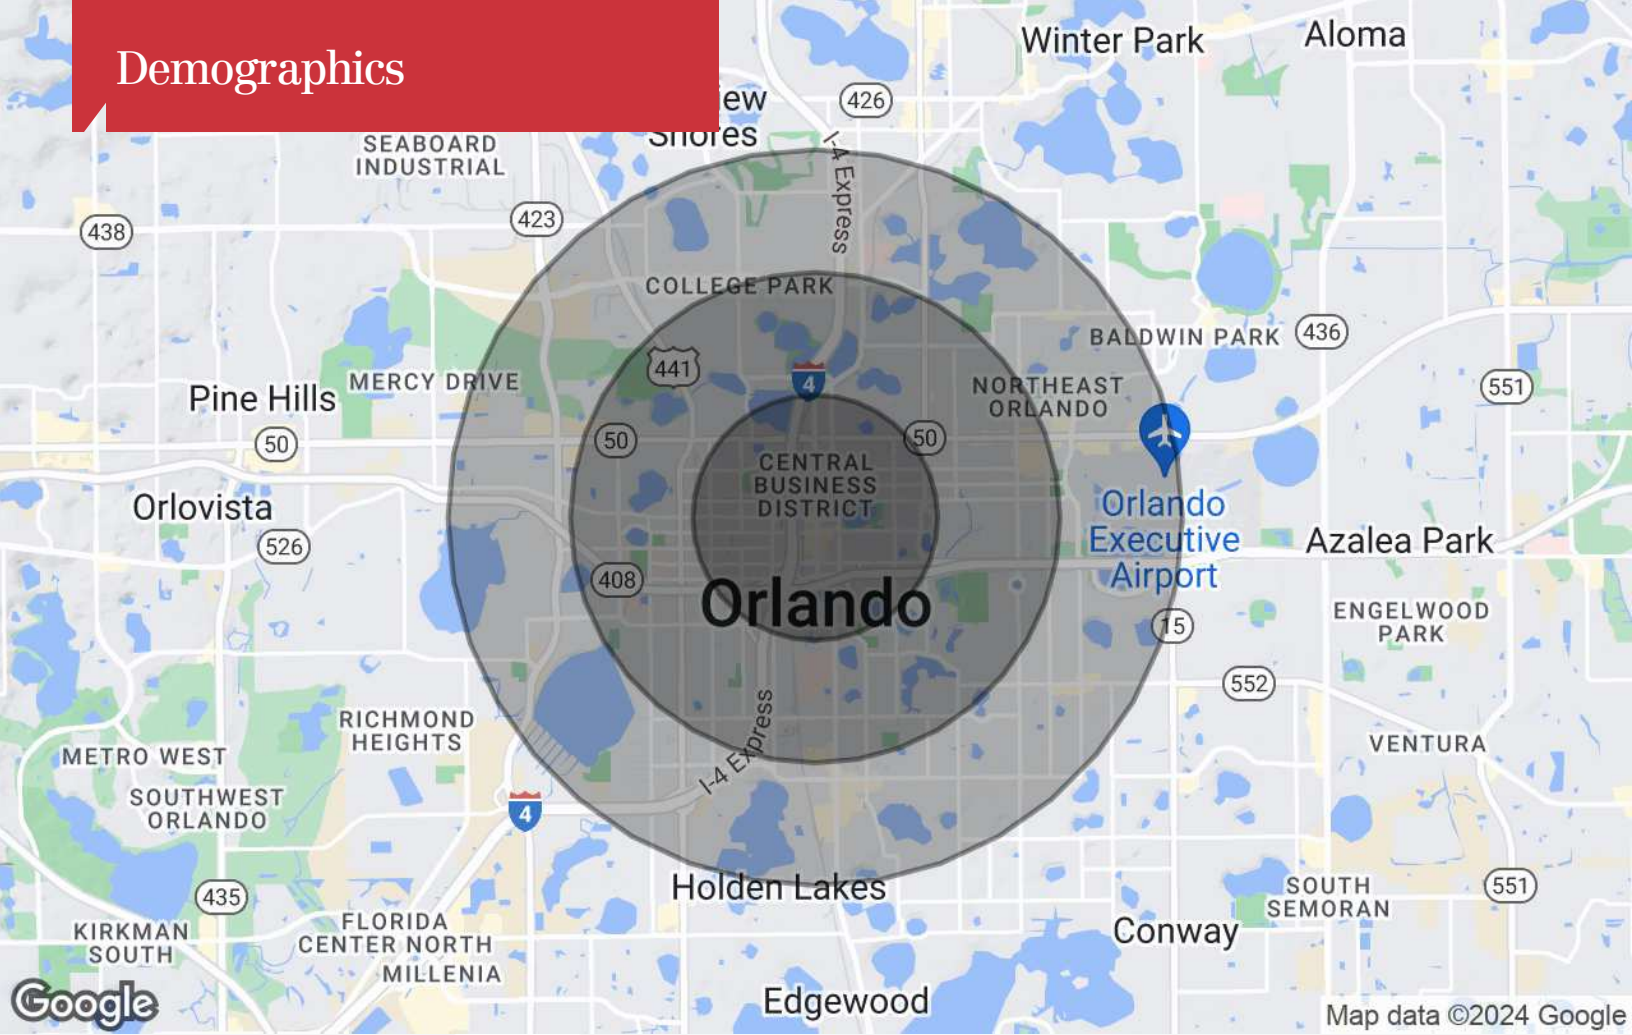 Demographics
Winter Park
Aloma
ew
Shores
426
SEABOARD
INDUSTRIAL
I-4 Express
423
438
COLLEGE PARK
BALDWIN PARK
436
441
4
MERCY DRIVE
Pine Hills
NORTHEAST
ORLANDO
551
50
50
50
CENTRAL
BUSINESS
DISTRICT
Orlovista
Orlando
Executive
Airport
526
Azalea Park
408
Orlando
15
ENGELWOOD
PARK
552
RICHMOND
HEIGHTS
I-4 Express
METRO WEST
VENTURA
SOUTHWEST
ORLANDO
4
Holden Lakes
435
SOUTH
SEMORAN
551
KIRKMAN
SOUTH
FLORIDA
CENTER NORTH
Conway
MILLENIA
Google
Edgewood
Map data ©2024 Google